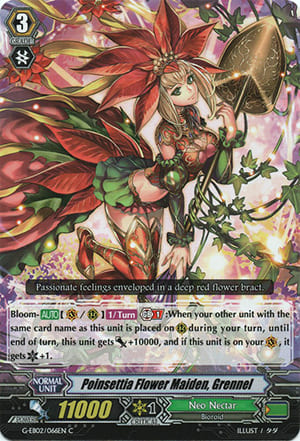 3
Passionate feelings enveloped in a deep red flower bract.
Bloom-AUTO [ / ] 1/Turn 1 :When your other unit with the
same card name as this unit is placed on during your turn, until
end of turn, this unit gets +10000, and if this unit is on your , it
gets +1.
NORMAL
UNIT
11000
1
CRITICAL
Poinsettia Flower Maiden, Grennel
Neo Nectar
Bioroid
POWER
G-EB02/066EN C
ILLUST / タタ